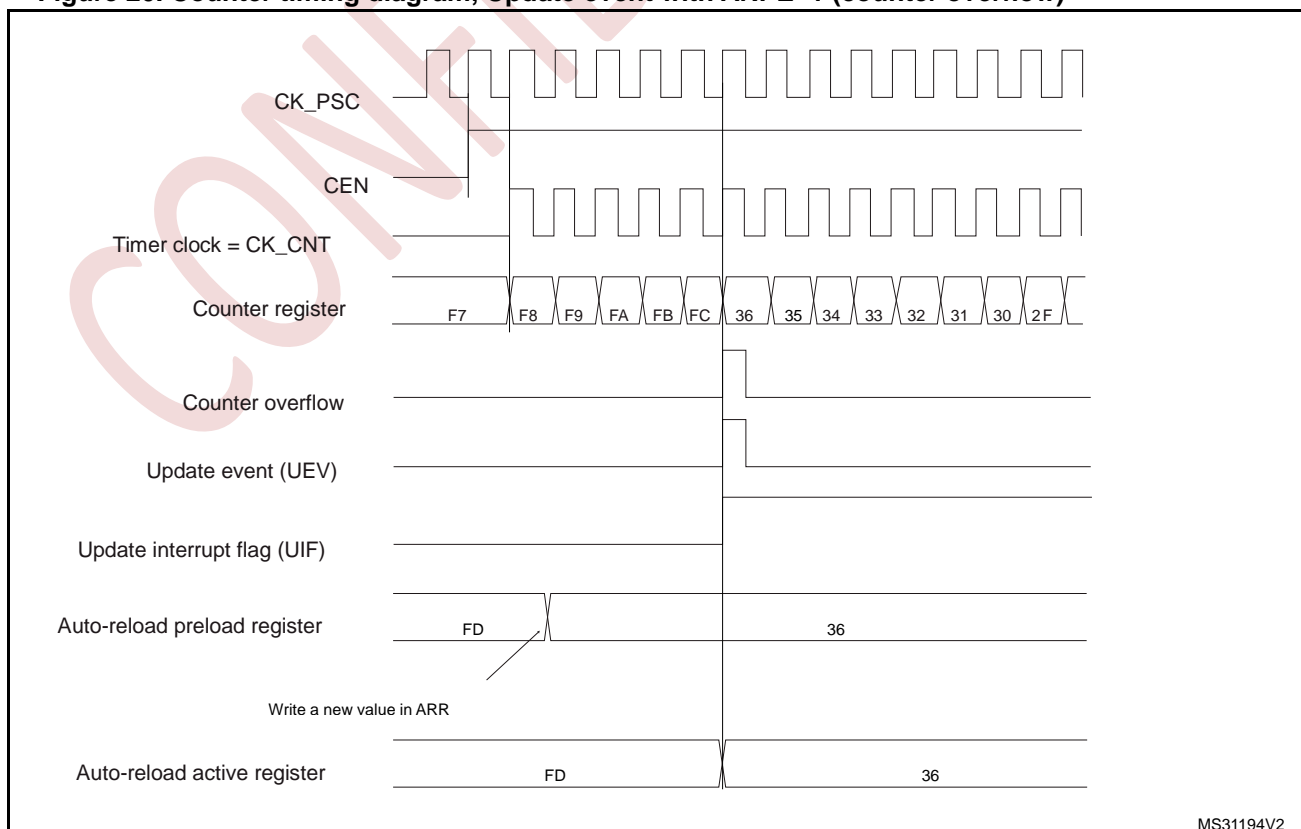 CONFI
CK_PSC
CEN
Timer clock = CK_CNT
Counter register
F7 F8 F9 FA FB FC 36 35 34 33 32 31 30 2F
Counter overflow
Update event (UEV)
Update interrupt flag (UIF)
Auto-reload preload register
FD 36
Write a new value in ARR
Auto-reload active register
FD 36
MS31194V2